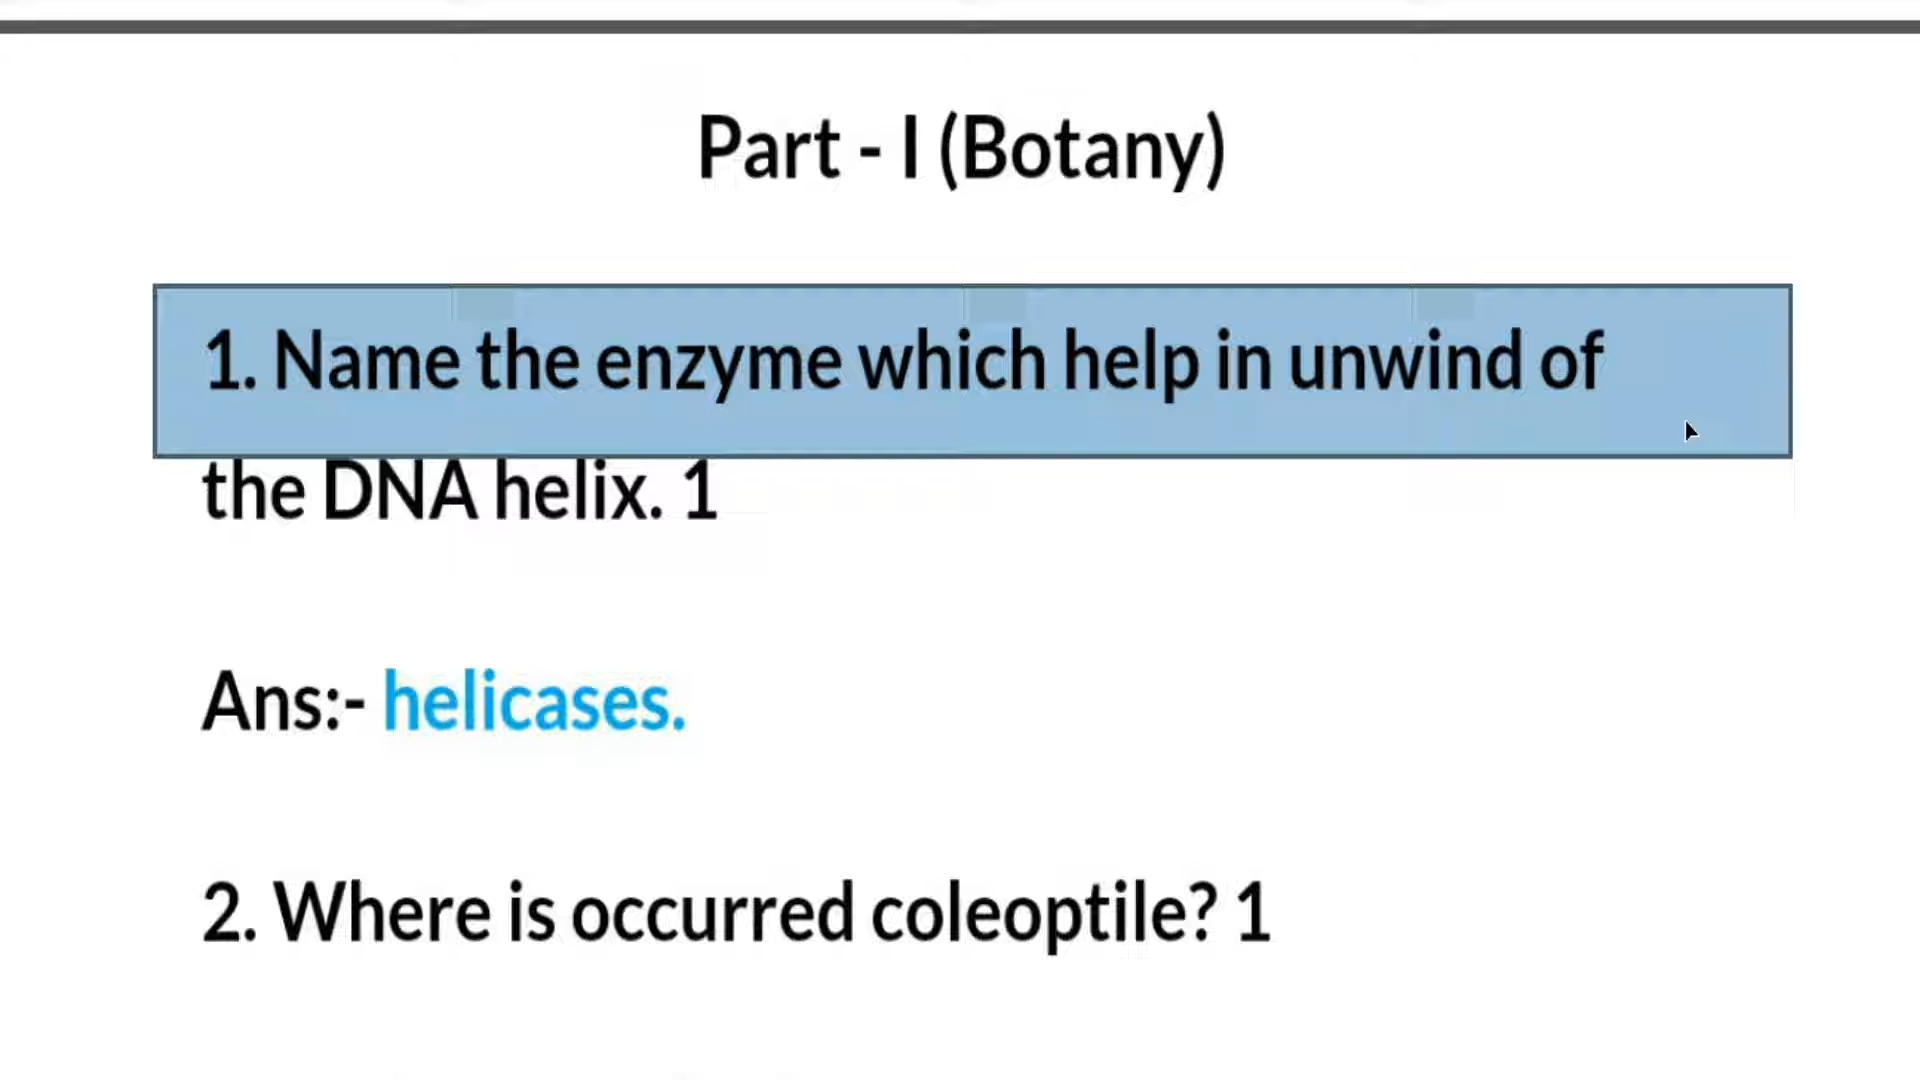 Part - I (Botany)
1. Name the enzyme which help in unwind of
the DNA helix. 1
Ans:- helicases.
2. Where is occurred coleoptile? 1